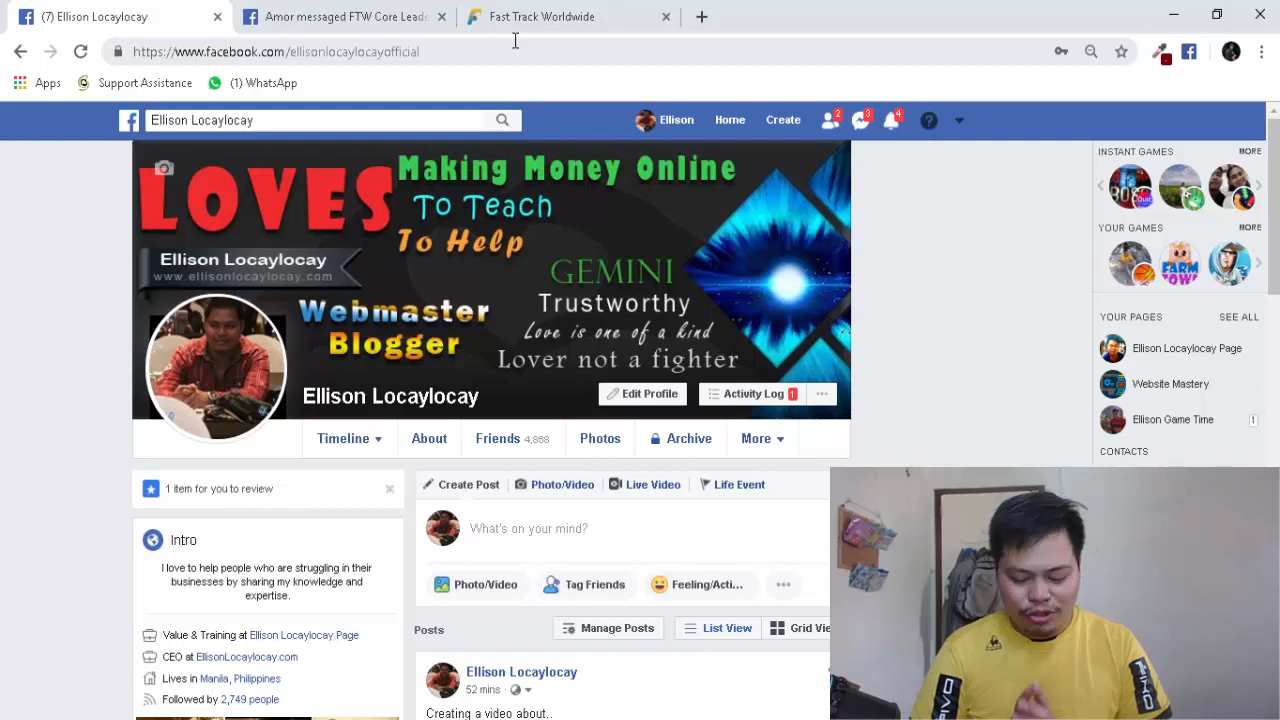 (7) Ellison Locaylocay
Amor messaged FTW Core Leade
Fast Track Worldwide
https://www.facebook.com/ellisonlocaylocayofficial
Apps
Support Assistance
(1) WhatsApp
Ellison Locaylocay
Ellison
Home
Create
2
3
4
LOVES
Making Money Online
To Teach
To Help
Ellison Locaylocay
www.ellisonlocaylocay.com
GEMINI
Trustworthy
Love is one of a kind
Lover not a fighter
Webmaster
Blogger
Ellison Locaylocay
Edit Profile
Activity Log 1
Timeline
About
Friends 4,868
Photos
Archive
More
1 item for you to review
Intro
I love to help people who are struggling in their
businesses by sharing my knowledge and
expertise.
Value & Training at Ellison Locaylocay Page
CEO at EllisonLocaylocay.com
Lives in Manila, Philippines
Followed by 2,749 people
Create Post
Photo/Video
Live Video
Life Event
What's on your mind?
Photo/Video
Tag Friends
Feeling/Acti...
Posts
Manage Posts
List View
Grid Vie
Ellison Locaylocay
52 mins
Creating a video about..
INSTANT GAMES
MORE
YOUR GAMES
MORE
FARM
TOWN
YOUR PAGES
SEE ALL
Ellison Locaylocay Page
Website Mastery
Ellison Game Time
1
CONTACTS